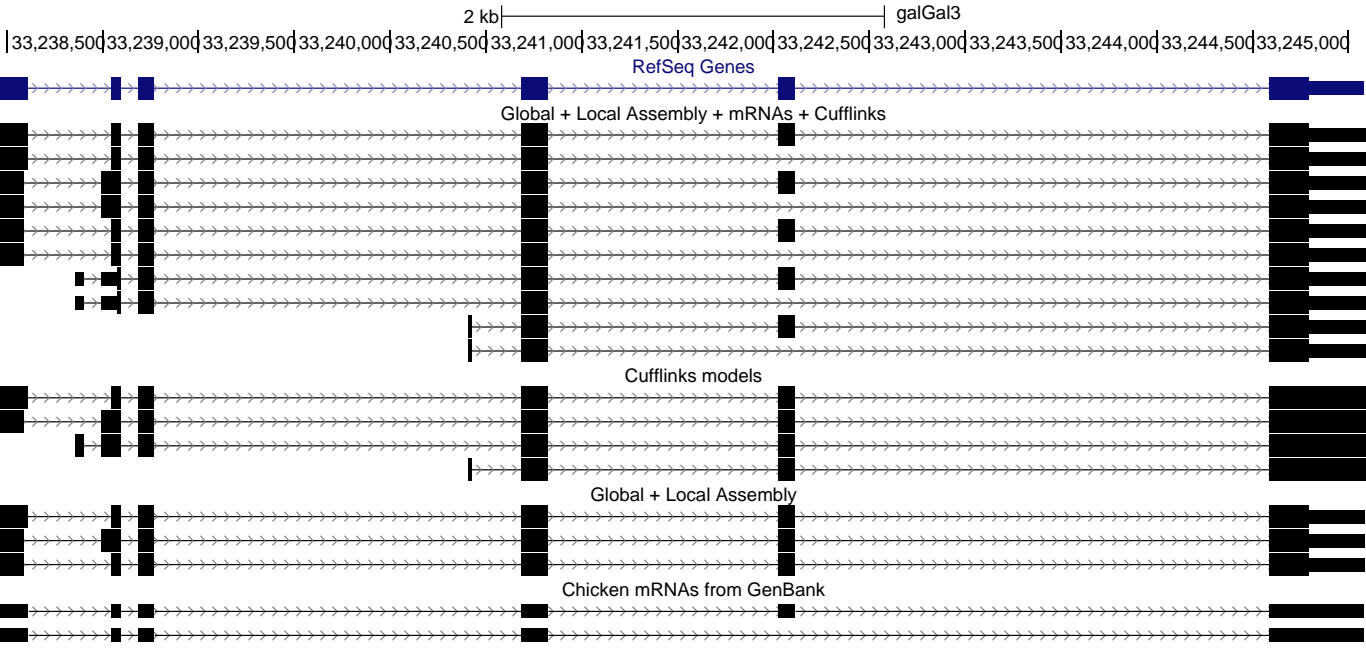 2 kb galGal3
33,238,500 33,239,000 33,239,500 33,240,000 33,240,500 33,241,000 33,241,500 33,242,000 33,242,500 33,243,000 33,243,500 33,244,000 33,244,500 33,245,000
RefSeq Genes
Global + Local Assembly + mRNAs + Cufflinks
Cufflinks models
Global + Local Assembly
Chicken mRNAs from GenBank